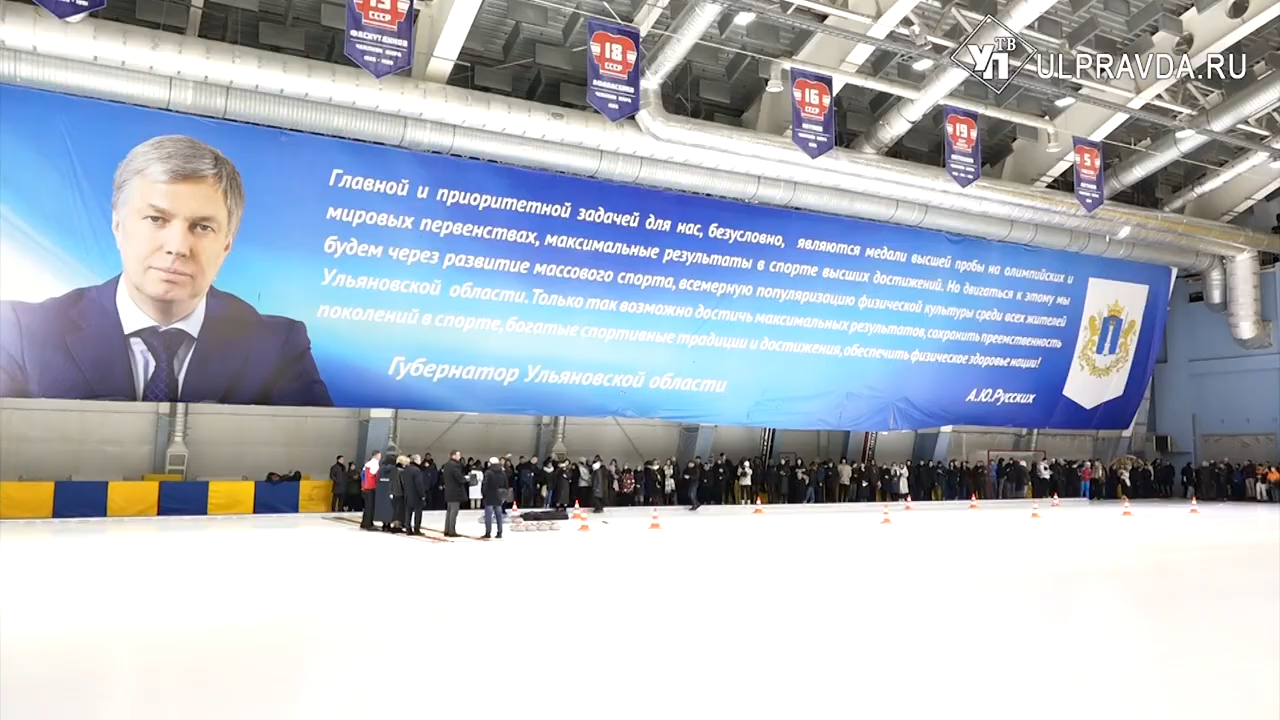 УП ТВ ULPRAVDA.RU
13
СССР
18
СССР
16
СССР
19
5
Главной и приоритетной задачей для нас, безусловно, являются медали высшей пробы на олимпийских и
мировых первенствах, максимальные результаты в спорте высших достижений. Но двигаться к этому мы
будем через развитие массового спорта, всемерную популяризацию физической культуры среди всех жителей
Ульяновской области. Только так возможно достичь максимальных результатов, сохранить преемственность
поколений в спорте, богатые спортивные традиции и достижения, обеспечить физическое здоровье нации!
Губернатор Ульяновской области
А.Ю.Русских